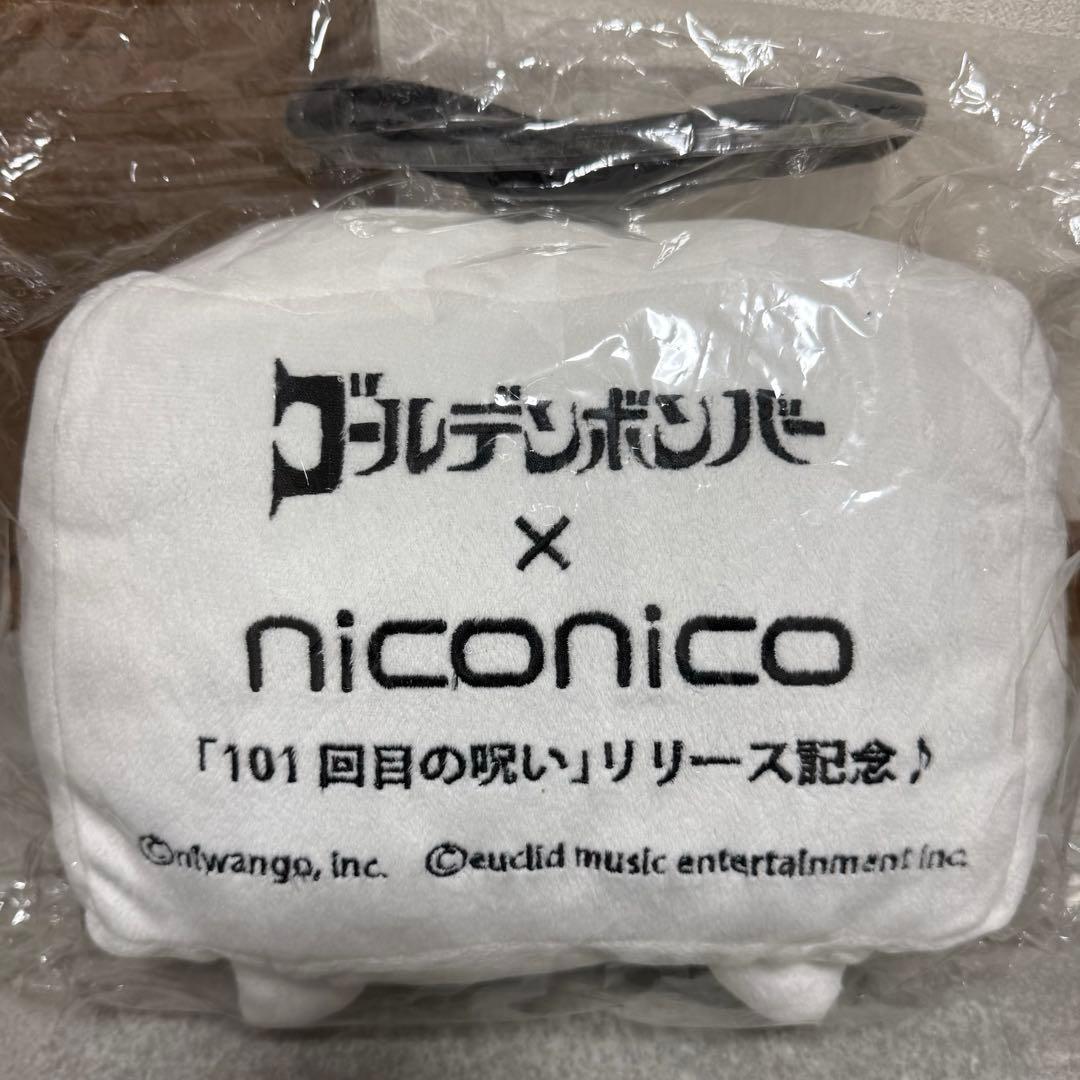 ゴールデンボンバー
×
niconico
「101回目の呪い」リリース記念♪
©niwango, inc. ©euclid music entertainment inc.